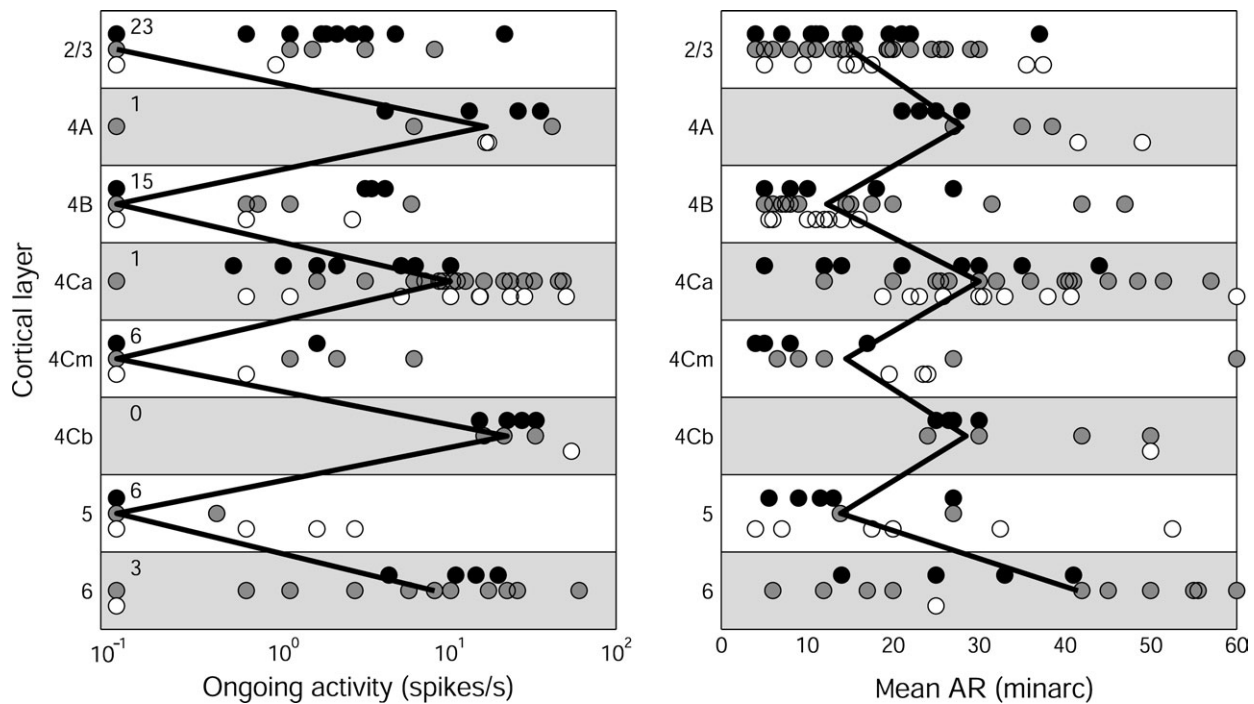 Cortical layer
2/3
4A
4B
4Ca
4Cm
4Cb
5
6
23
1
15
1
6
0
6
3
10⁻¹ 10⁰ 10¹ 10²
Ongoing activity (spikes/s)
2/3
4A
4B
4Ca
4Cm
4Cb
5
6
0 10 20 30 40 50 60
Mean AR (minarc)